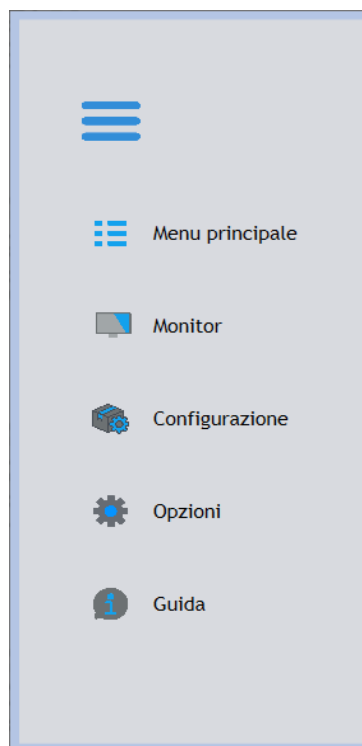 Menu principale
Monitor
Configurazione
Opzioni
Guida